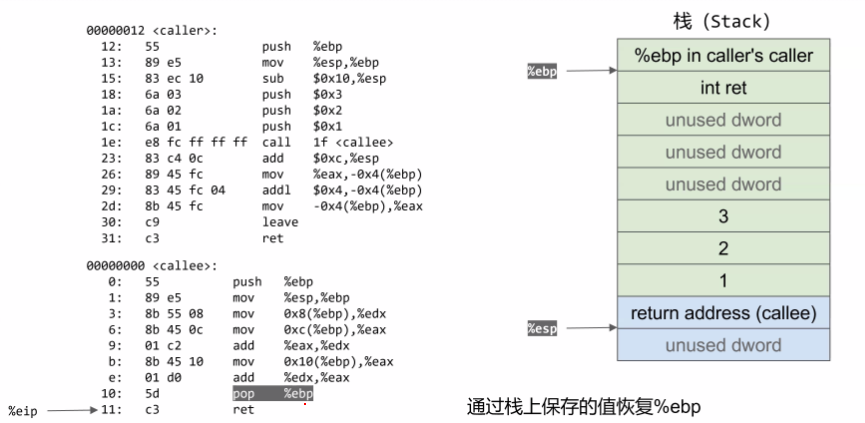 00000012 <caller>:
12: 55 push %ebp
13: 89 e5 mov %esp,%ebp
15: 83 ec 10 sub $0x10,%esp
18: 6a 03 push $0x3
1a: 6a 02 push $0x2
1c: 6a 01 push $0x1
1e: e8 fc ff ff ff call 1f <callee>
23: 83 c4 0c add $0xc,%esp
26: 89 45 fc mov %eax,-0x4(%ebp)
29: 83 45 fc 04 addl $0x4,-0x4(%ebp)
2d: 8b 45 fc mov -0x4(%ebp),%eax
30: c9 leave
31: c3 ret
00000000 <callee>:
0: 55 push %ebp
1: 89 e5 mov %esp,%ebp
3: 8b 55 08 mov 0x8(%ebp),%edx
6: 8b 45 0c mov 0xc(%ebp),%eax
9: 01 c2 add %eax,%edx
b: 8b 45 10 mov 0x10(%ebp),%eax
e: 01 d0 add %edx,%eax
10: 5d pop %ebp
%eip 11: c3 ret
栈 (Stack)
%ebp %ebp in caller's caller
int ret
unused dword
unused dword
unused dword
3
2
1
%esp return address (callee)
unused dword
通过栈上保存的值恢复%ebp